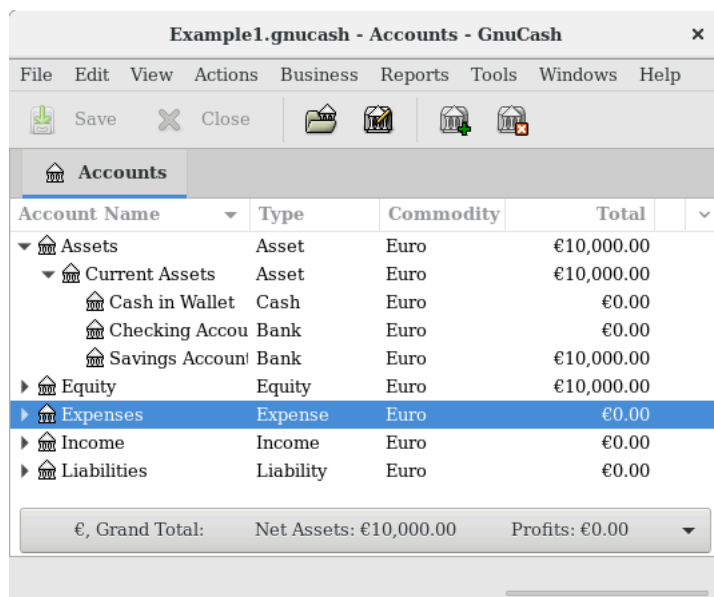 Example1.gnucash - Accounts - GnuCash
File Edit View Actions Business Reports Tools Windows Help
Save Close
Accounts
Account Name Type Commodity Total
Assets Asset Euro €10,000.00
Current Assets Asset Euro €10,000.00
Cash in Wallet Cash Euro €0.00
Checking Accou Bank Euro €0.00
Savings Account Bank Euro €10,000.00
Equity Equity Euro €10,000.00
Expenses Expense Euro €0.00
Income Income Euro €0.00
Liabilities Liability Euro €0.00
€, Grand Total: Net Assets: €10,000.00 Profits: €0.00